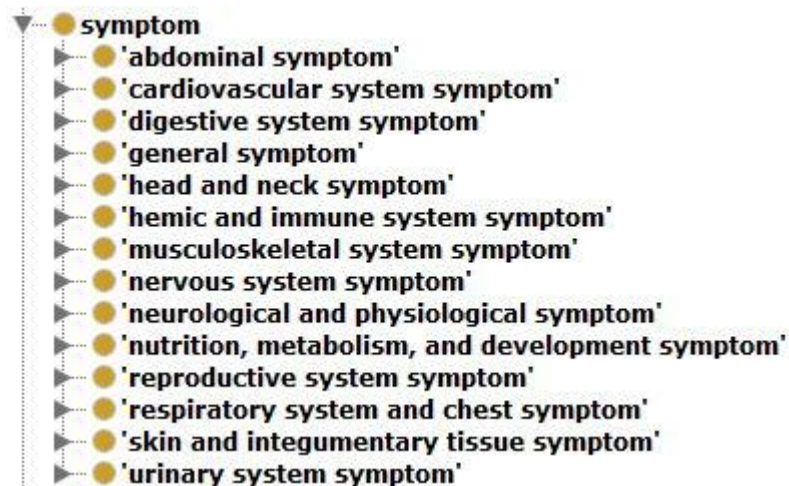 symptom
'abdominal symptom'
'cardiovascular system symptom'
'digestive system symptom'
'general symptom'
'head and neck symptom'
'hemic and immune system symptom'
'musculoskeletal system symptom'
'nervous system symptom'
'neurological and physiological symptom'
'nutrition, metabolism, and development symptom'
'reproductive system symptom'
'respiratory system and chest symptom'
'skin and integumentary tissue symptom'
'urinary system symptom'